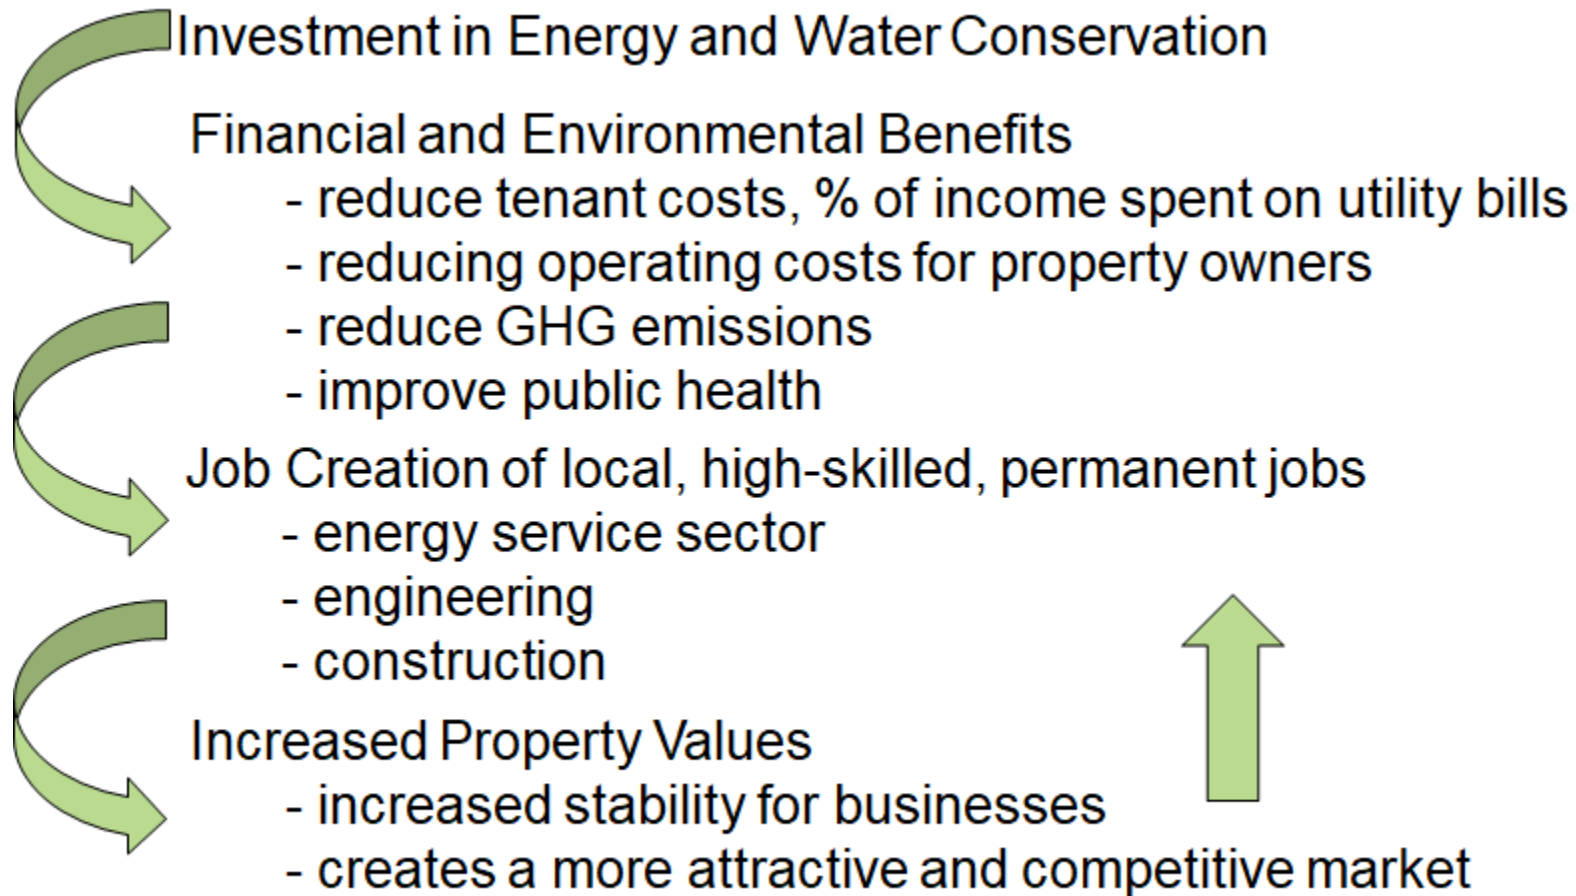 Investment in Energy and Water Conservation
Financial and Environmental Benefits
- reduce tenant costs, % of income spent on utility bills
- reducing operating costs for property owners
- reduce GHG emissions
- improve public health
Job Creation of local, high-skilled, permanent jobs
- energy service sector
- engineering
- construction
Increased Property Values
- increased stability for businesses
- creates a more attractive and competitive market